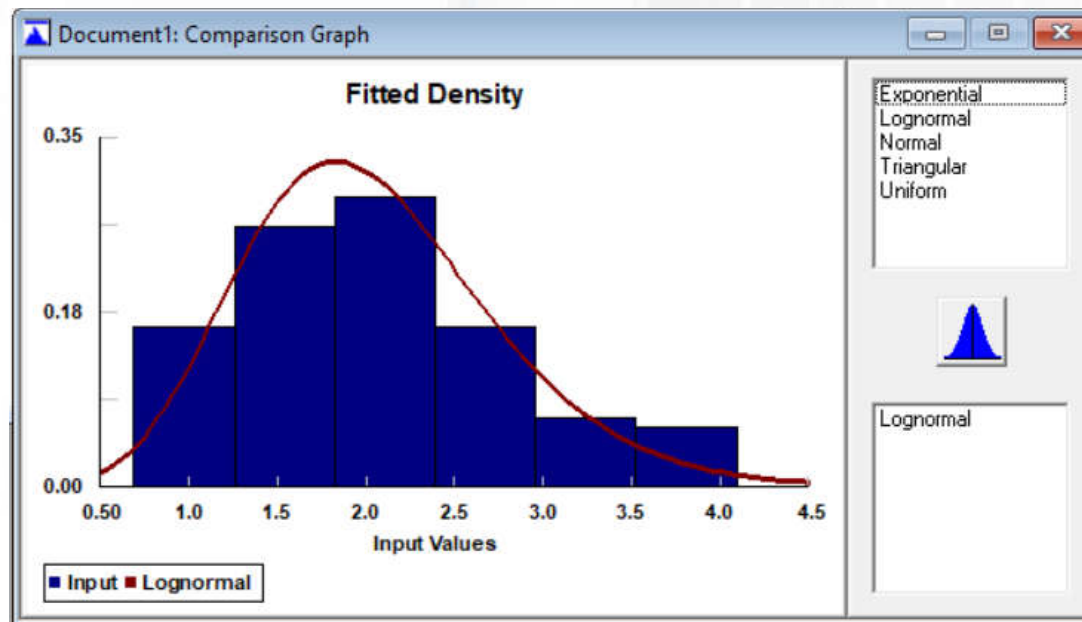 Document1: Comparison Graph
Fitted Density
0.35
0.18
0.00
0.50 1.0 1.5 2.0 2.5 3.0 3.5 4.0 4.5
Input Values
Input Lognormal
Exponential
Lognormal
Normal
Triangular
Uniform
Lognormal